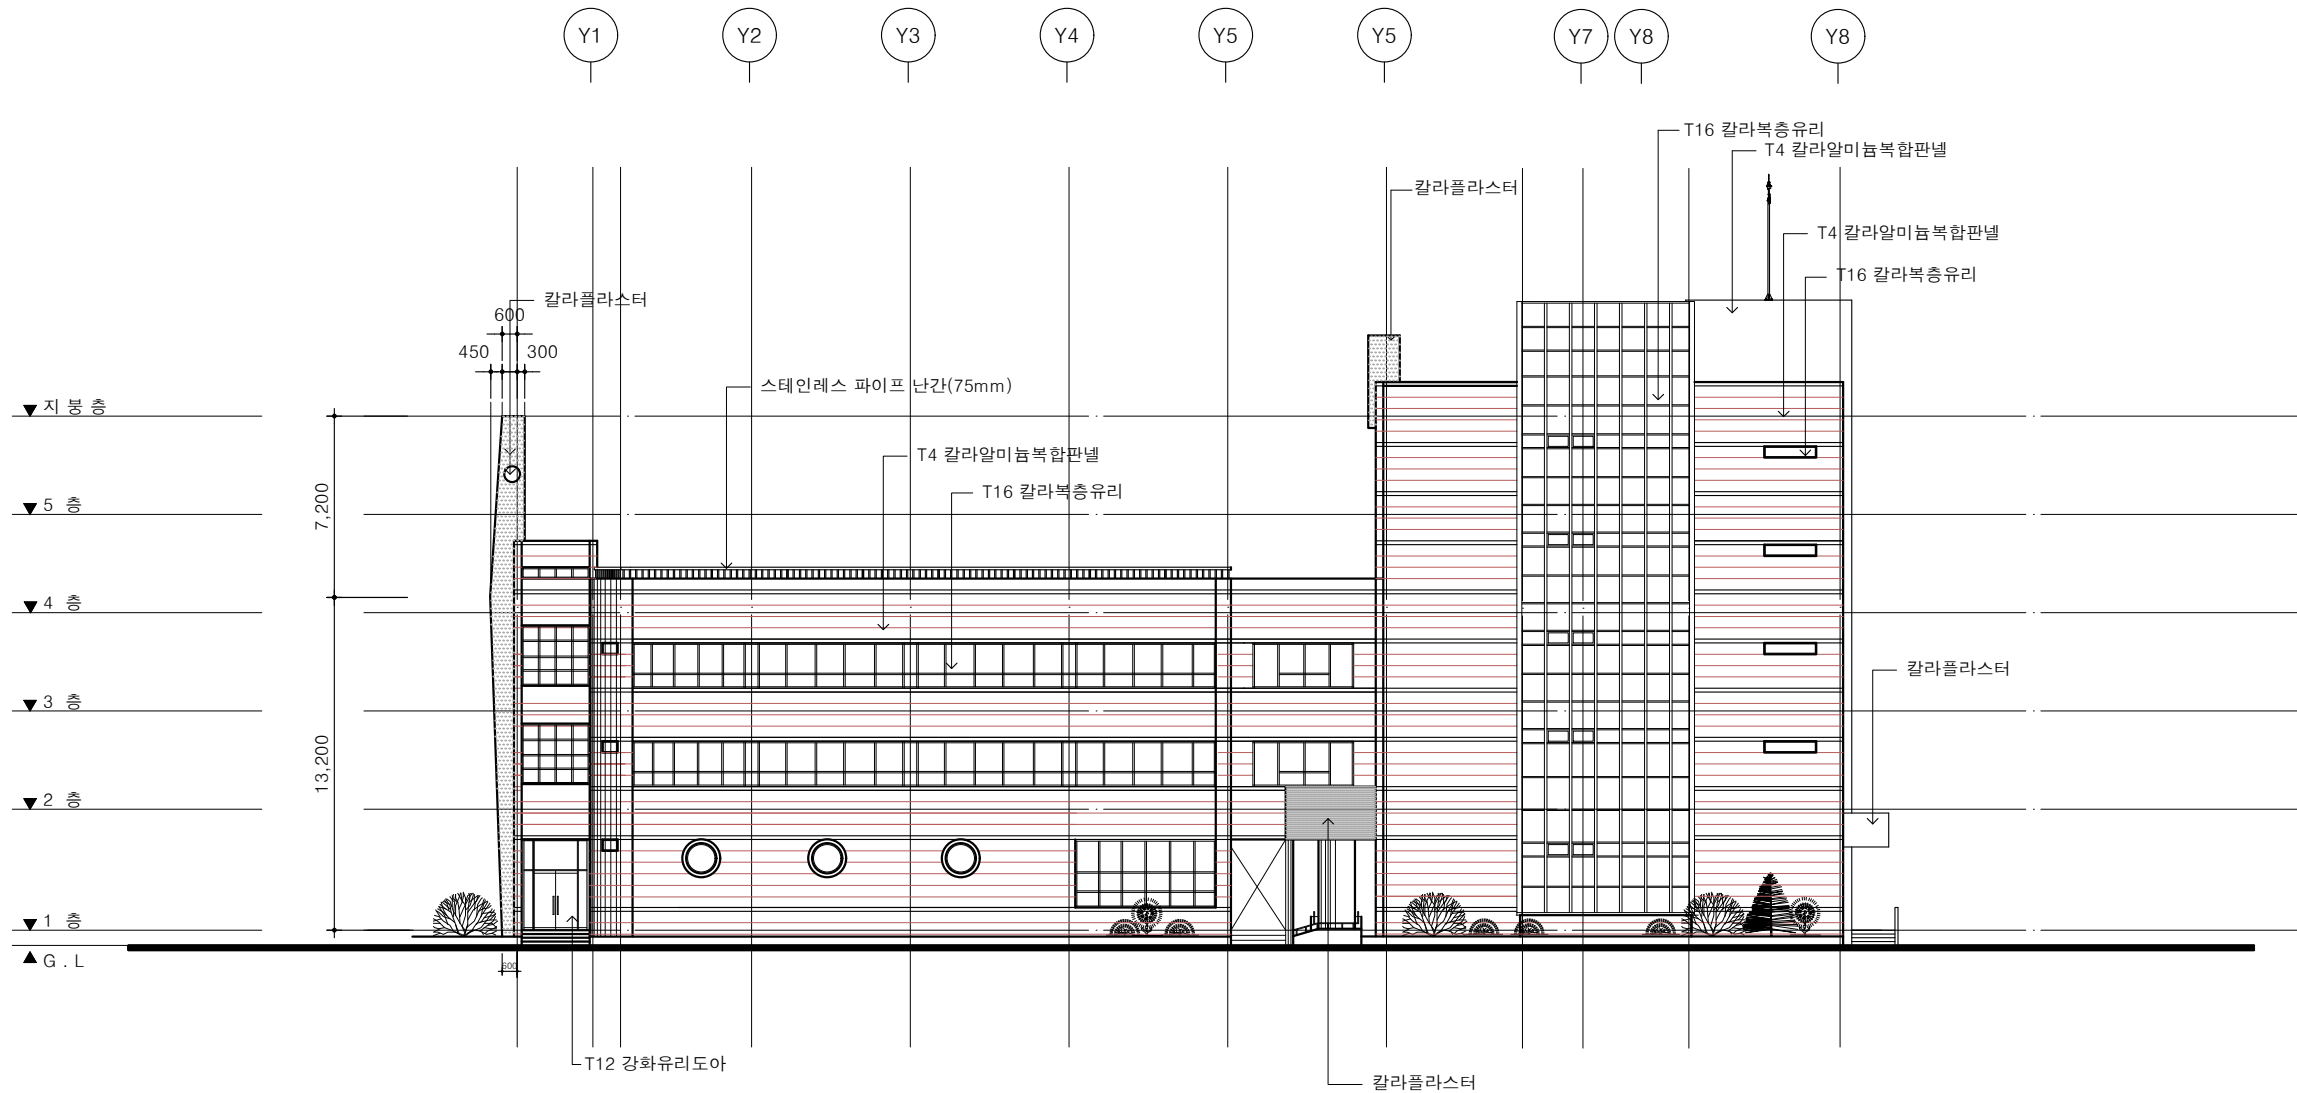 Y1
Y2
Y3
Y4
Y5
Y5
Y7
Y8
Y8
T16 칼라복층유리
T4 칼라알미늄복합판넬
칼라플라스터
T4 칼라알미늄복합판넬
T16 칼라복층유리
칼라플라스터
600
450
300
스테인레스 파이프 난간(75mm)
지 붕 층
T4 칼라알미늄복합판넬
T16 칼라복층유리
5 층
7,200
4 층
칼라플라스터
3 층
13,200
2 층
1 층
G . L
600
T12 강화유리도아
칼라플라스터